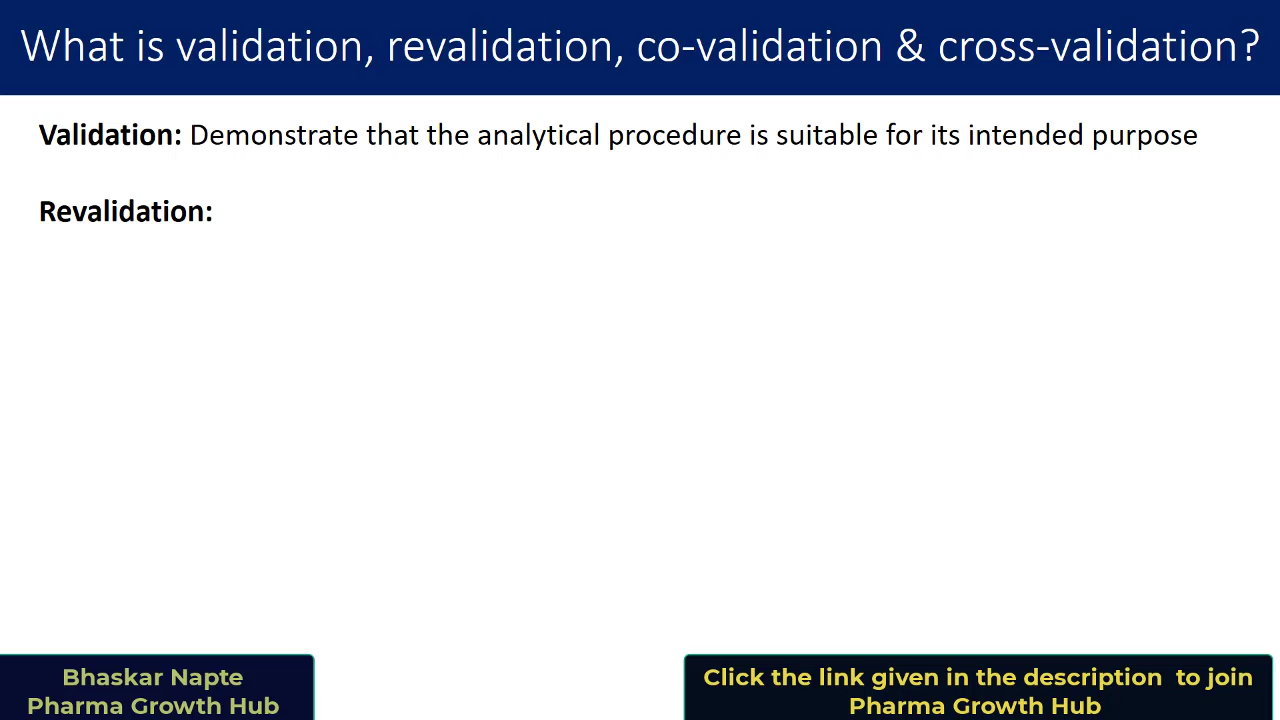 What is validation, revalidation, co-validation & cross-validation?
Validation: Demonstrate that the analytical procedure is suitable for its intended purpose
Revalidation:
Bhaskar Napte
Pharma Growth Hub
Click the link given in the description to join
Pharma Growth Hub